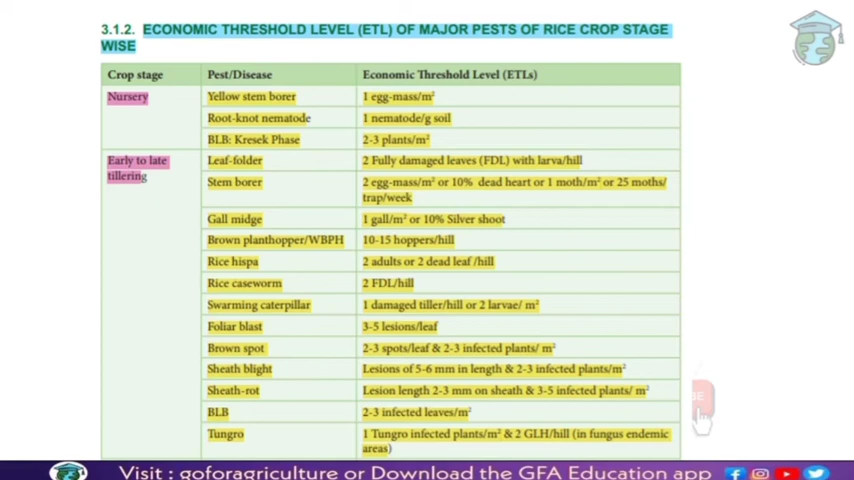 3.1.2. ECONOMIC THRESHOLD LEVEL (ETL) OF MAJOR PESTS OF RICE CROP STAGE
WISE
Crop stage Pest/Disease Economic Threshold Level (ETLs)
Nursery Yellow stem borer 1 egg-mass/m²
Root-knot nematode 1 nematode/g soil
BLB: Kresek Phase 2-3 plants/m²
Early to late Leaf-folder 2 Fully damaged leaves (FDL) with larva/hill
tillering Stem borer 2 egg-mass/m² or 10% dead heart or 1 moth/m² or 25 moths/
trap/week
Gall midge 1 gall/m² or 10% Silver shoot
Brown planthopper/WBPH 10-15 hoppers/hill
Rice hispa 2 adults or 2 dead leaf /hill
Rice caseworm 2 FDL/hill
Swarming caterpillar 1 damaged tiller/hill or 2 larvae/ m²
Foliar blast 3-5 lesions/leaf
Brown spot 2-3 spots/leaf & 2-3 infected plants/ m²
Sheath blight Lesions of 5-6 mm in length & 2-3 infected plants/m²
Sheath-rot Lesion length 2-3 mm on sheath & 3-5 infected plants/ m²
BLB 2-3 infected leaves/m²
Tungro 1 Tungro infected plants/m² & 2 GLH/hill (in fungus endemic
areas)
Visit : goforagriculture or Download the GFA Education app